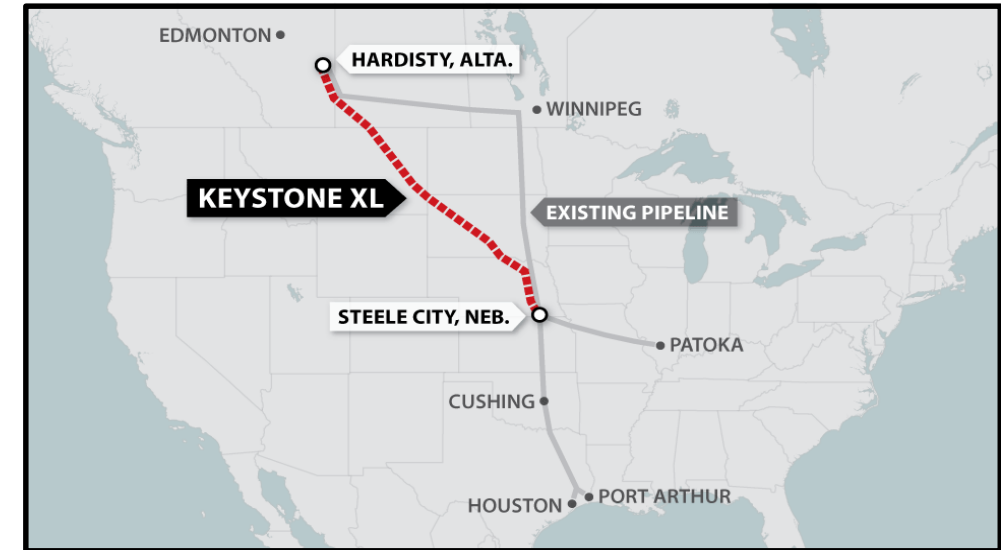 EDMONTON
HARDISTY, ALTA.
WINNIPEG
KEYSTONE XL
EXISTING PIPELINE
STEELE CITY, NEB.
PATOKA
CUSHING
HOUSTON
PORT ARTHUR